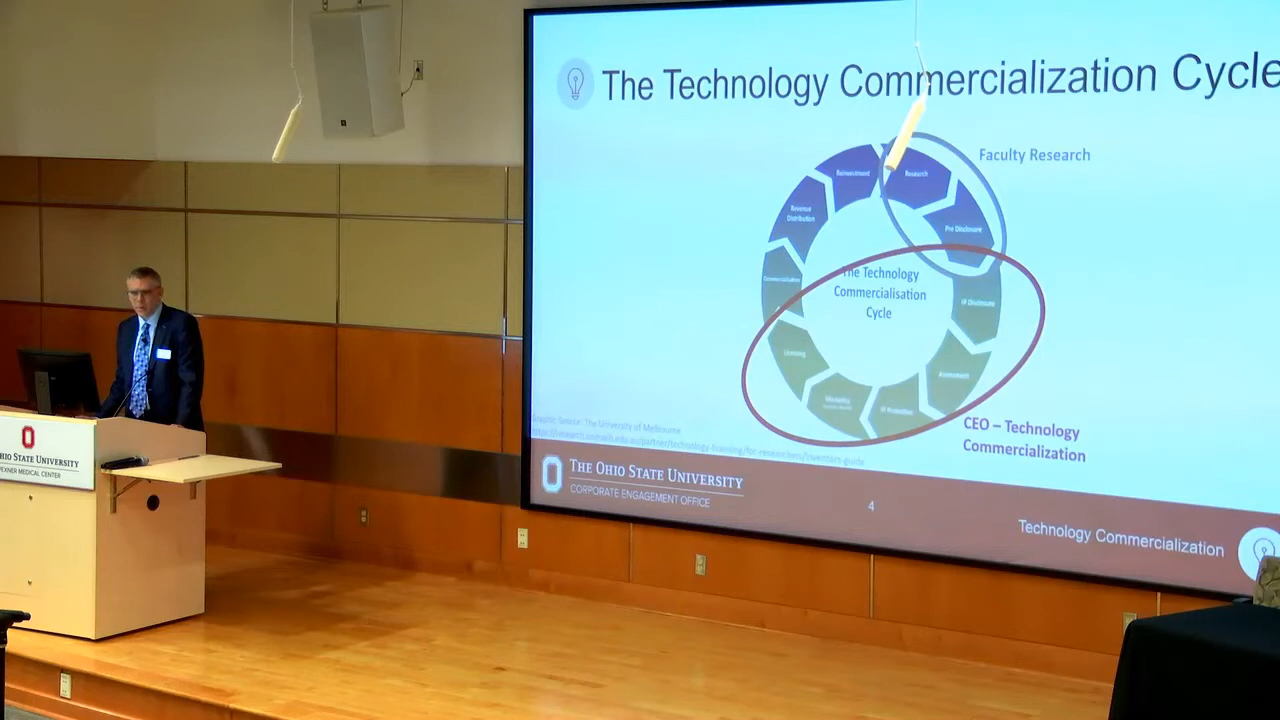 The Technology Commercialization Cycle
Faculty Research
Reinvestment
Research
Revenue
Distribution
Pre Disclosure
Commercialisation
The Technology
Commercialisation
Cycle
IP Disclosure
Licensing
Assessment
Marketing
IP Protection
CEO – Technology
Commercialization
Graphic Source: The University of Melbourne
THE OHIO STATE UNIVERSITY
CORPORATE ENGAGEMENT OFFICE
4
Technology Commercialization
OHIO STATE UNIVERSITY
WEXNER MEDICAL CENTER